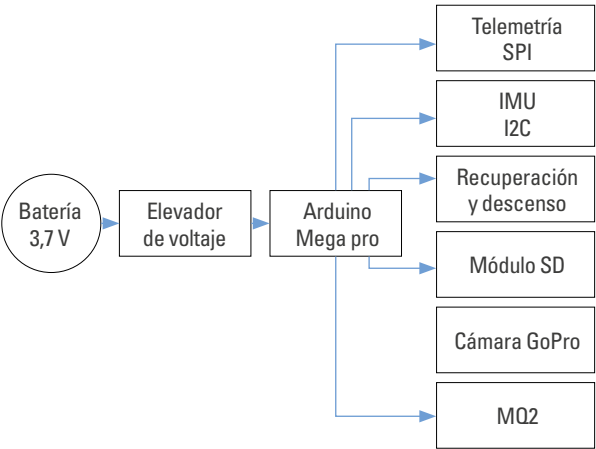 Telemetría
SPI
IMU
I2C
Recuperación
y descenso
Batería
3,7 V
Elevador
de voltaje
Arduino
Mega pro
Módulo SD
Cámara GoPro
MQ2